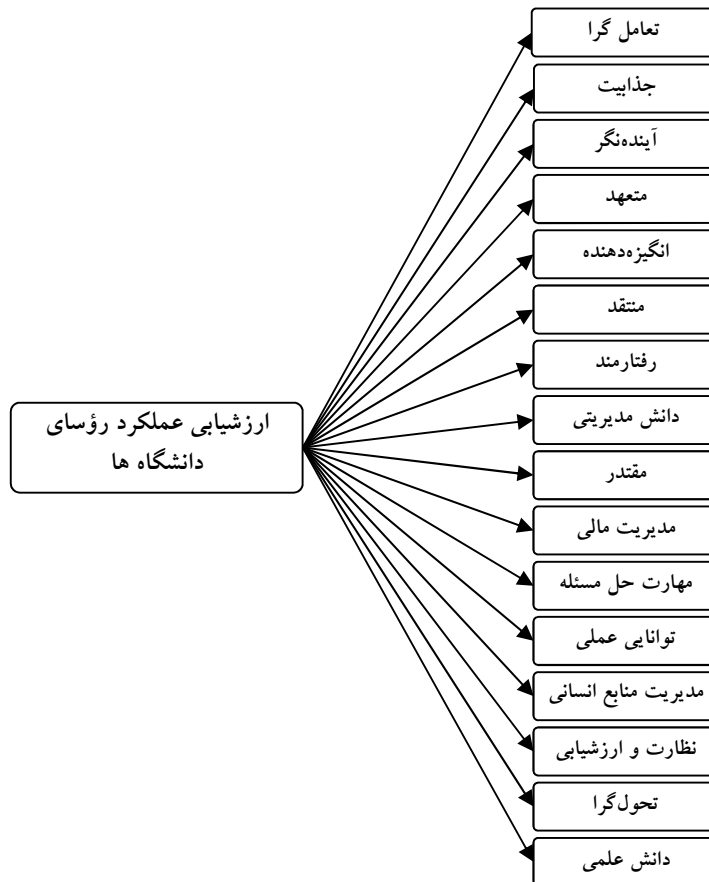 تعامل گرا
جذابیت
آینده‌نگر
متعهد
انگیزه‌دهنده
منتقد
رفتارمند
ارزشیابی عملکرد رؤسای
دانشگاه ها
دانش مدیریتی
مقتدر
مدیریت مالی
مهارت حل مسئله
توانایی عملی
مدیریت منابع انسانی
نظارت و ارزشیابی
تحول‌گرا
دانش علمی